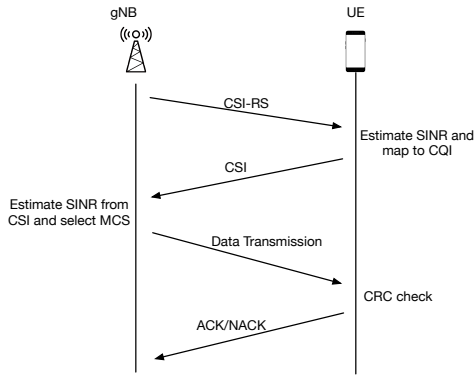 gNB
UE
CSI-RS
Estimate SINR and
map to CQI
CSI
Estimate SINR from
CSI and select MCS
Data Transmission
CRC check
ACK/NACK